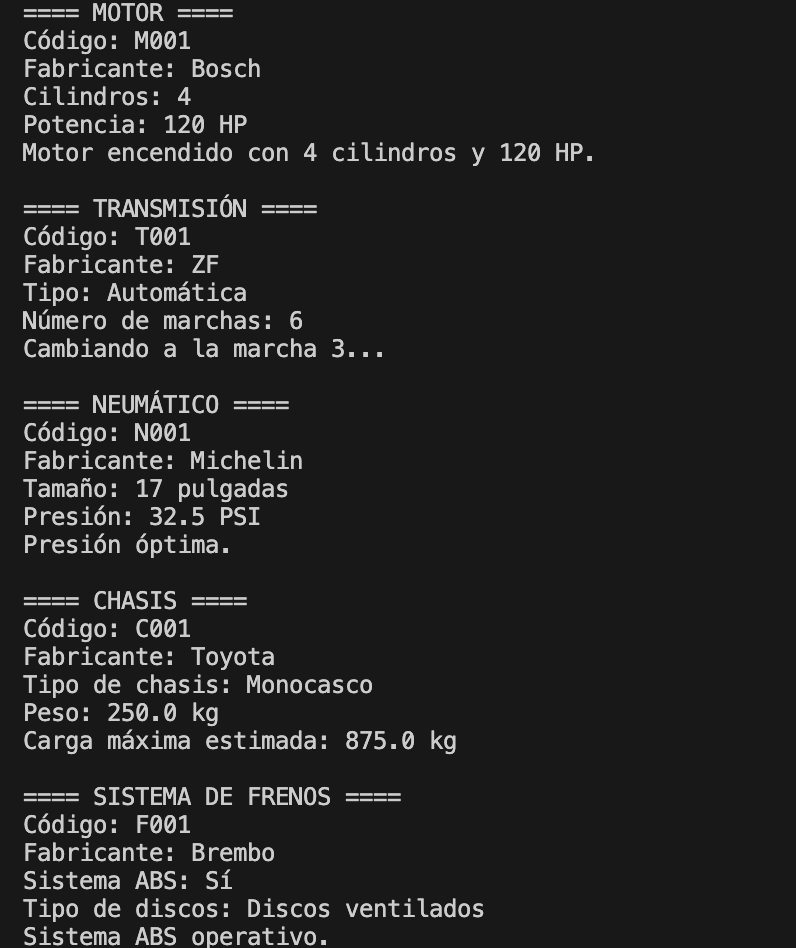 ==== MOTOR ====
Código: M001
Fabricante: Bosch
Cilindros: 4
Potencia: 120 HP
Motor encendido con 4 cilindros y 120 HP.

==== TRANSMISIÓN ====
Código: T001
Fabricante: ZF
Tipo: Automática
Número de marchas: 6
Cambiando a la marcha 3...

==== NEUMÁTICO ====
Código: N001
Fabricante: Michelin
Tamaño: 17 pulgadas
Presión: 32.5 PSI
Presión óptima.

==== CHASIS ====
Código: C001
Fabricante: Toyota
Tipo de chasis: Monocasco
Peso: 250.0 kg
Carga máxima estimada: 875.0 kg

==== SISTEMA DE FRENOS ====
Código: F001
Fabricante: Brembo
Sistema ABS: Sí
Tipo de discos: Discos ventilados
Sistema ABS operativo.